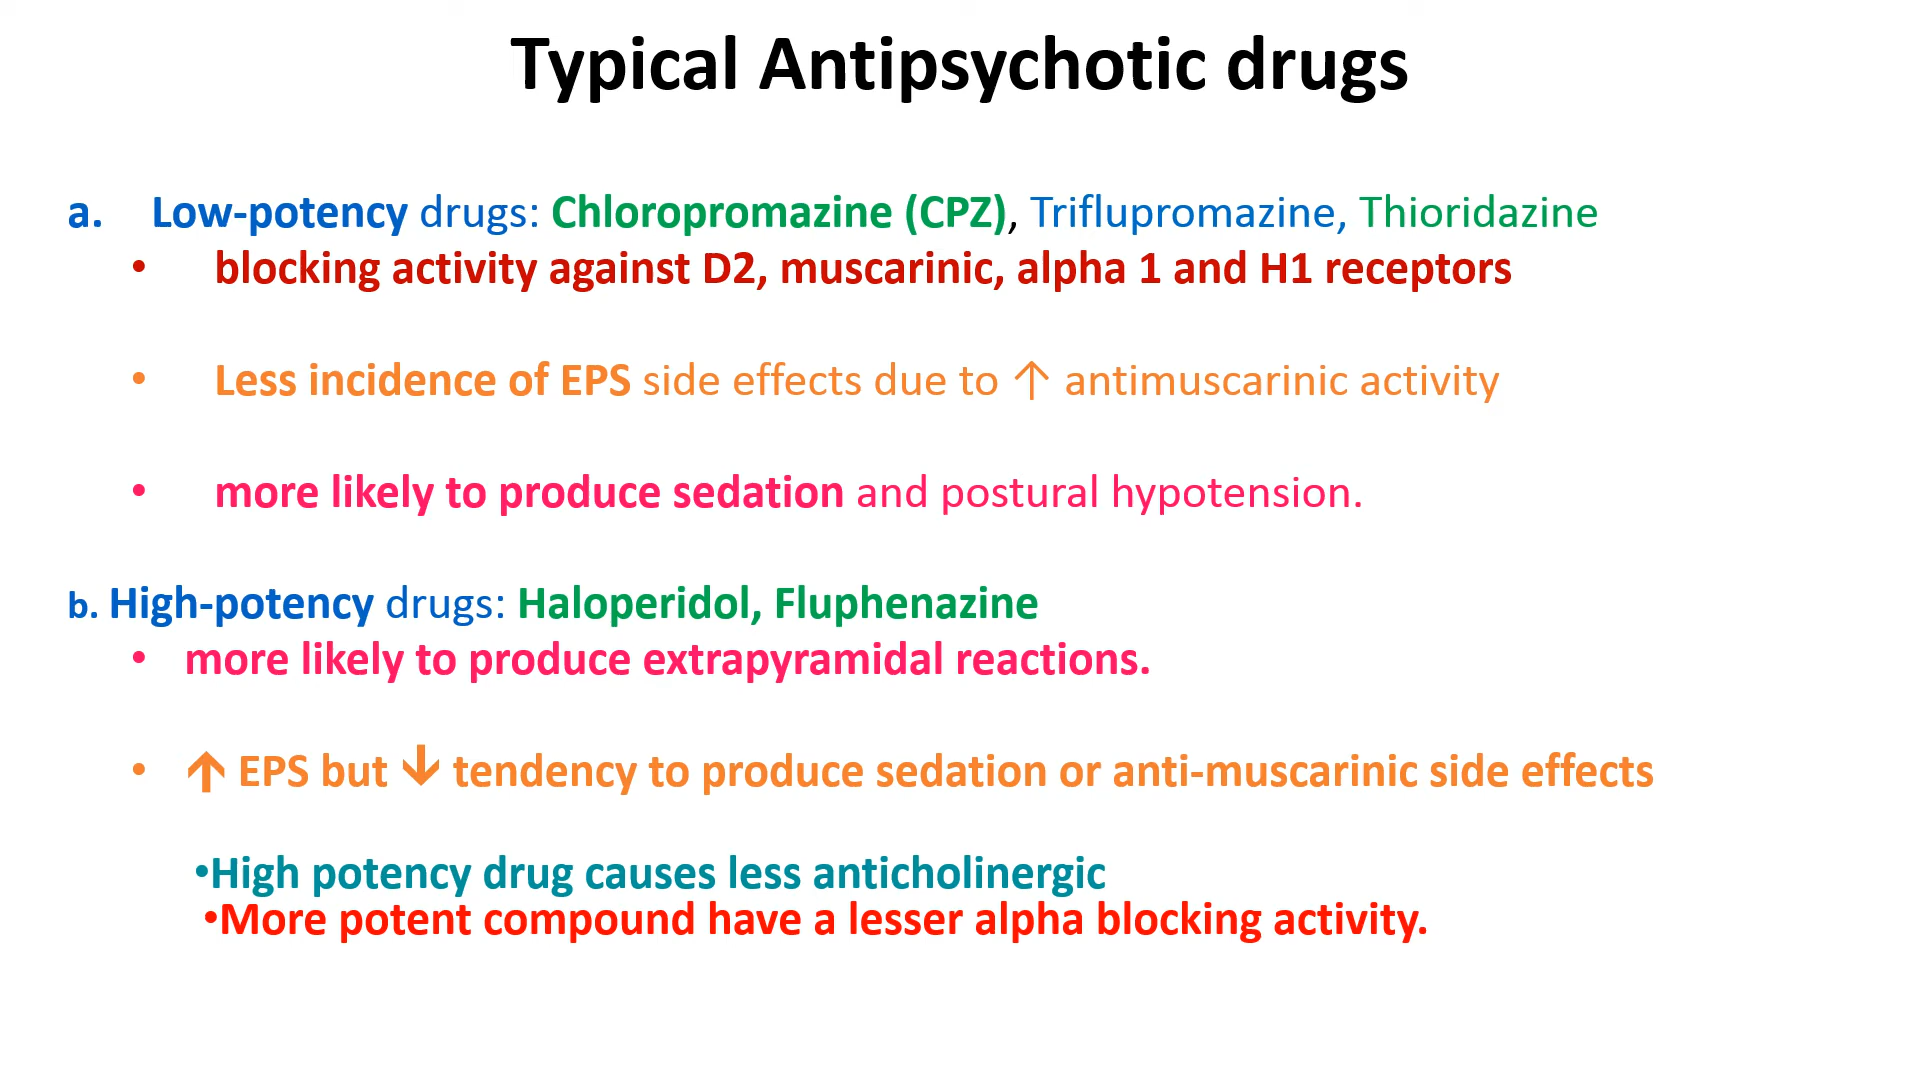 Typical Antipsychotic drugs
a. Low-potency drugs: Chloropromazine (CPZ), Triflupromazine, Thioridazine
• blocking activity against D2, muscarinic, alpha 1 and H1 receptors
• Less incidence of EPS side effects due to ↑ antimuscarinic activity
• more likely to produce sedation and postural hypotension.
b. High-potency drugs: Haloperidol, Fluphenazine
• more likely to produce extrapyramidal reactions.
• ↑ EPS but ↓ tendency to produce sedation or anti-muscarinic side effects
•High potency drug causes less anticholinergic
•More potent compound have a lesser alpha blocking activity.